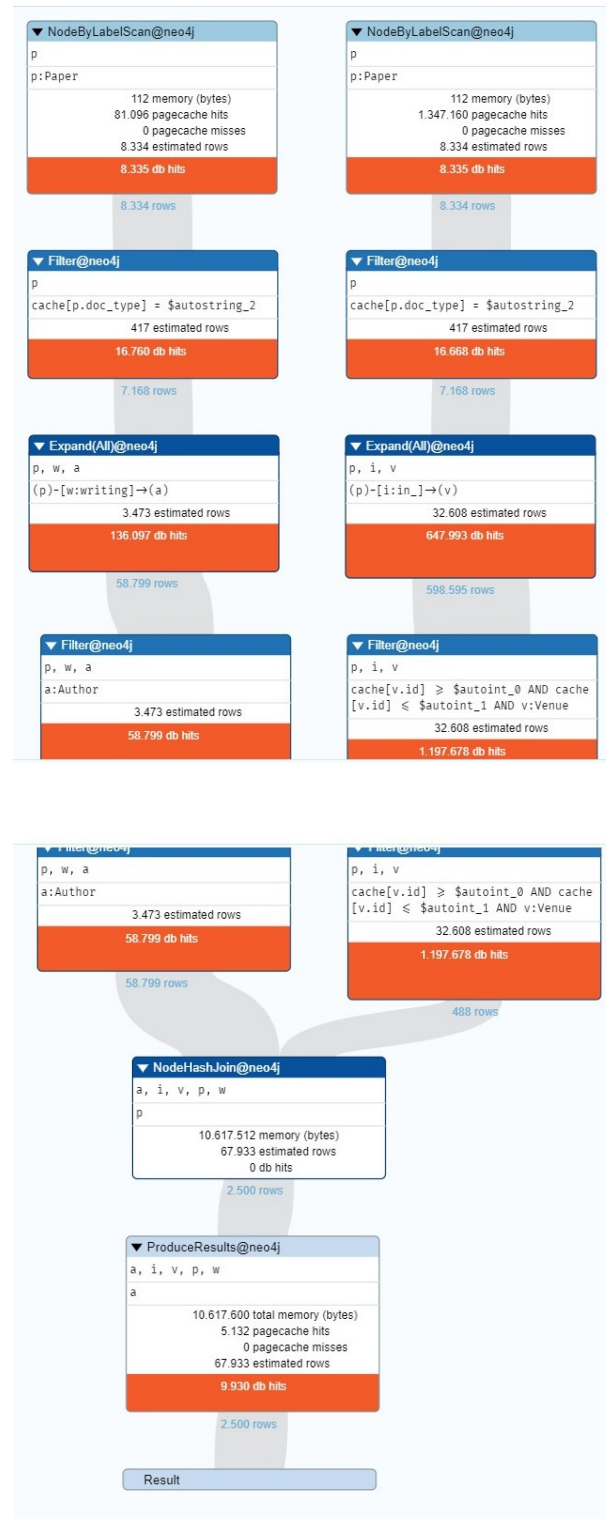 ▼ NodeByLabelScan@neo4j
p
p:Paper
112 memory (bytes)
81.096 pagecache hits
0 pagecache misses
8.334 estimated rows
8.335 db hits
8.334 rows
▼ Filter@neo4j
p
cache[p.doc_type] = $autostring_2
417 estimated rows
16.760 db hits
7.168 rows
▼ Expand(All)@neo4j
p, w, a
(p)-[w:writing]→(a)
3.473 estimated rows
136.097 db hits
58.799 rows
▼ Filter@neo4j
p, w, a
a:Author
3.473 estimated rows
58.799 db hits
▼ NodeByLabelScan@neo4j
p
p:Paper
112 memory (bytes)
1.347.160 pagecache hits
0 pagecache misses
8.334 estimated rows
8.335 db hits
8.334 rows
▼ Filter@neo4j
p
cache[p.doc_type] = $autostring_2
417 estimated rows
16.668 db hits
7.168 rows
▼ Expand(All)@neo4j
p, i, v
(p)-[i:in_]→(v)
32.608 estimated rows
647.993 db hits
598.595 rows
▼ Filter@neo4j
p, i, v
cache[v.id] ⩾ $autoint_0 AND cache
[v.id] ⩽ $autoint_1 AND v:Venue
32.608 estimated rows
1.197.678 db hits
▼ Filter@neo4j
p, w, a
a:Author
3.473 estimated rows
58.799 db hits
58.799 rows
▼ Filter@neo4j
p, i, v
cache[v.id] ⩾ $autoint_0 AND cache
[v.id] ⩽ $autoint_1 AND v:Venue
32.608 estimated rows
1.197.678 db hits
488 rows
▼ NodeHashJoin@neo4j
a, i, v, p, w
p
10.617.512 memory (bytes)
67.933 estimated rows
0 db hits
2.500 rows
▼ ProduceResults@neo4j
a, i, v, p, w
a
10.617.600 total memory (bytes)
5.132 pagecache hits
0 pagecache misses
67.933 estimated rows
9.930 db hits
2.500 rows
Result